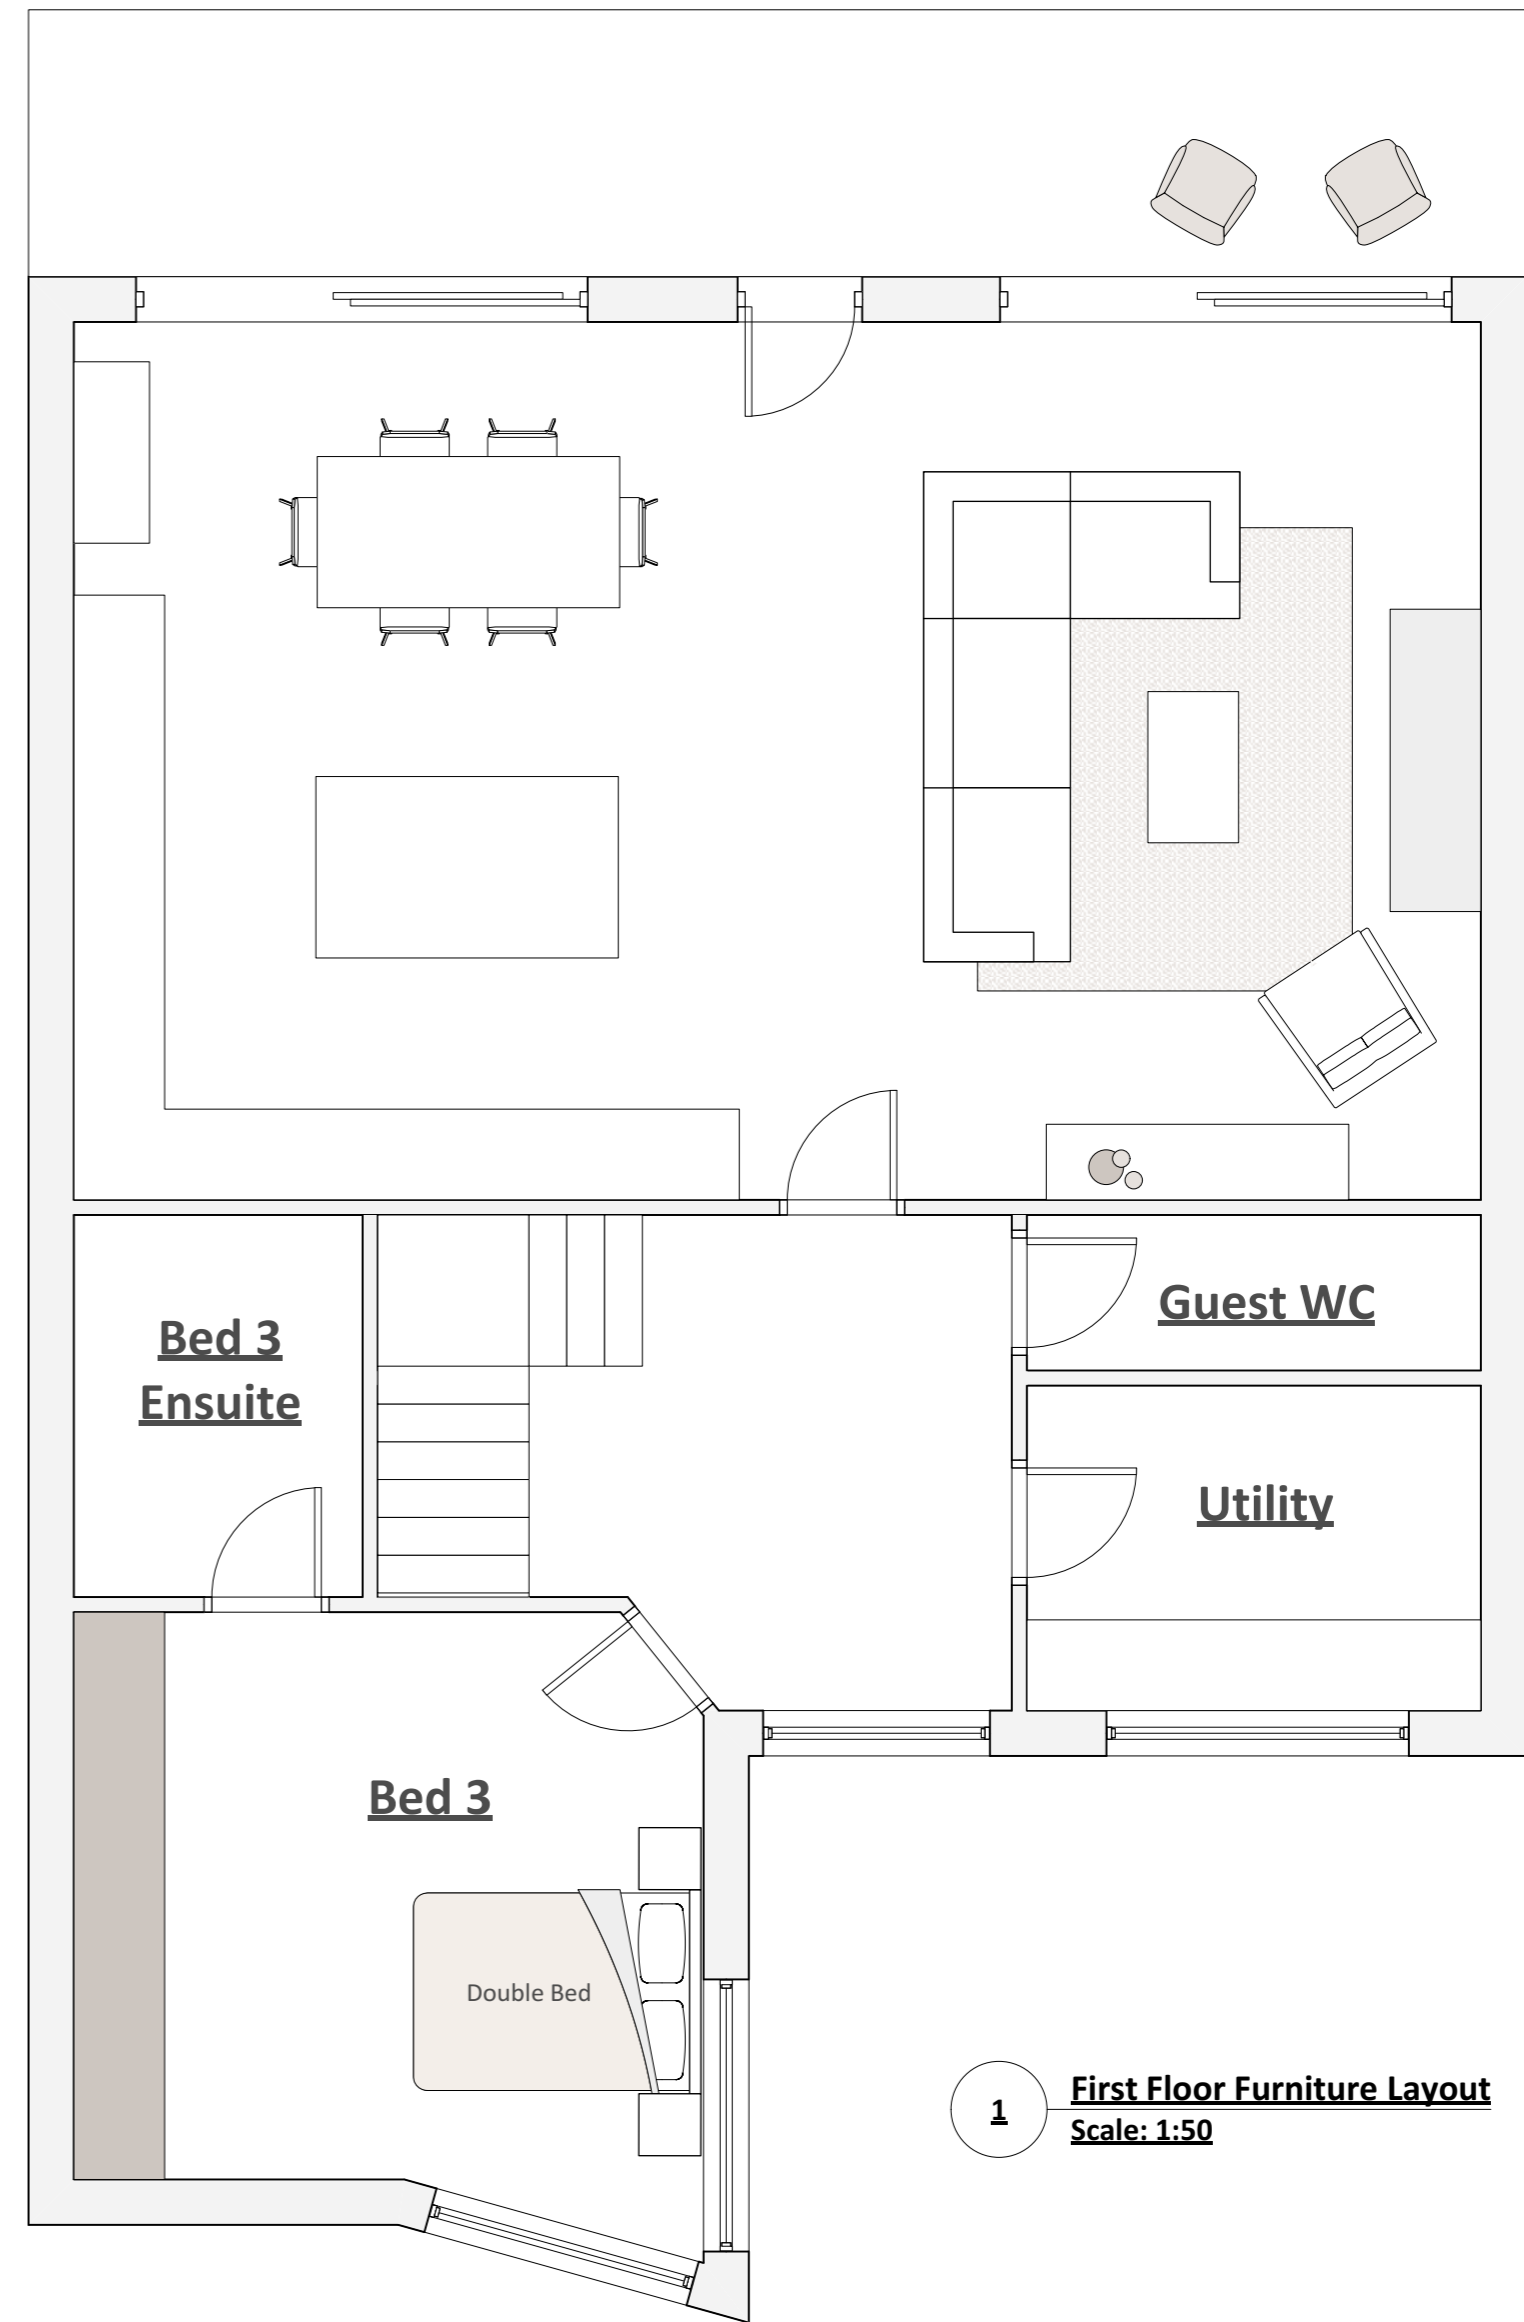 Guest WC
Bed 3
Ensuite
Utility
Bed 3
Double Bed
1
First Floor Furniture Layout
Scale: 1:50